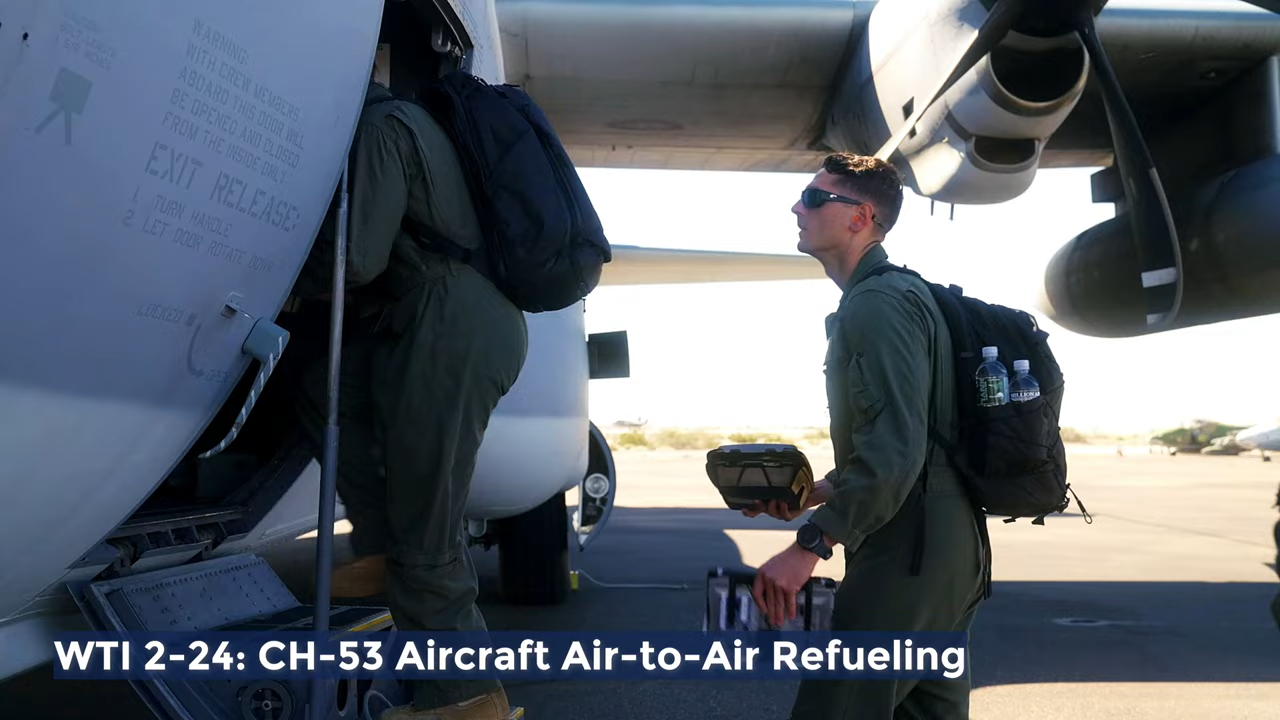 WARNING:
WITH CREW MEMBERS
ABOARD THIS DOOR WILL
BE OPENED AND CLOSED
FROM THE INSIDE ONLY.
EXIT RELEASE:
1 TURN HANDLE
2 LET DOOR ROTATE DOWN
LOCKED
OPEN
WTI 2-24: CH-53 Aircraft Air-to-Air Refueling